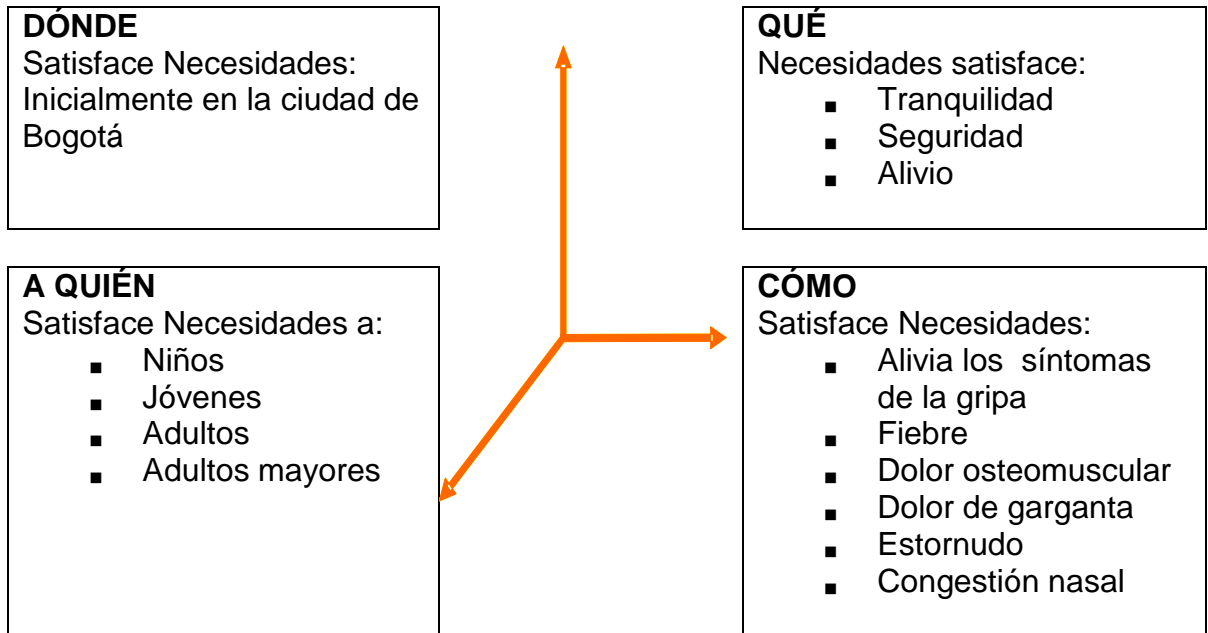 DÓNDE
Satisface Necesidades:
Inicialmente en la ciudad de
Bogotá
QUÉ
Necesidades satisface:
▪ Tranquilidad
▪ Seguridad
▪ Alivio
A QUIÉN
Satisface Necesidades a:
▪ Niños
▪ Jóvenes
▪ Adultos
▪ Adultos mayores
CÓMO
Satisface Necesidades:
▪ Alivia los síntomas
de la gripa
▪ Fiebre
▪ Dolor osteomuscular
▪ Dolor de garganta
▪ Estornudo
▪ Congestión nasal